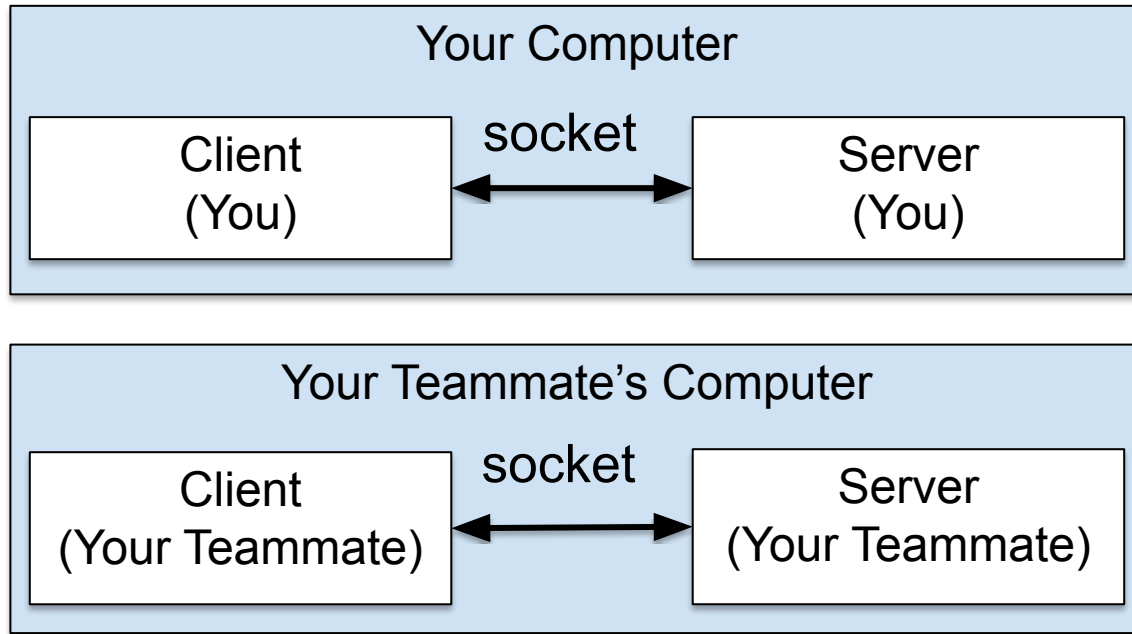 Your Computer
Client
(You)
socket
Server
(You)
Your Teammate’s Computer
Client
(Your Teammate)
socket
Server
(Your Teammate)